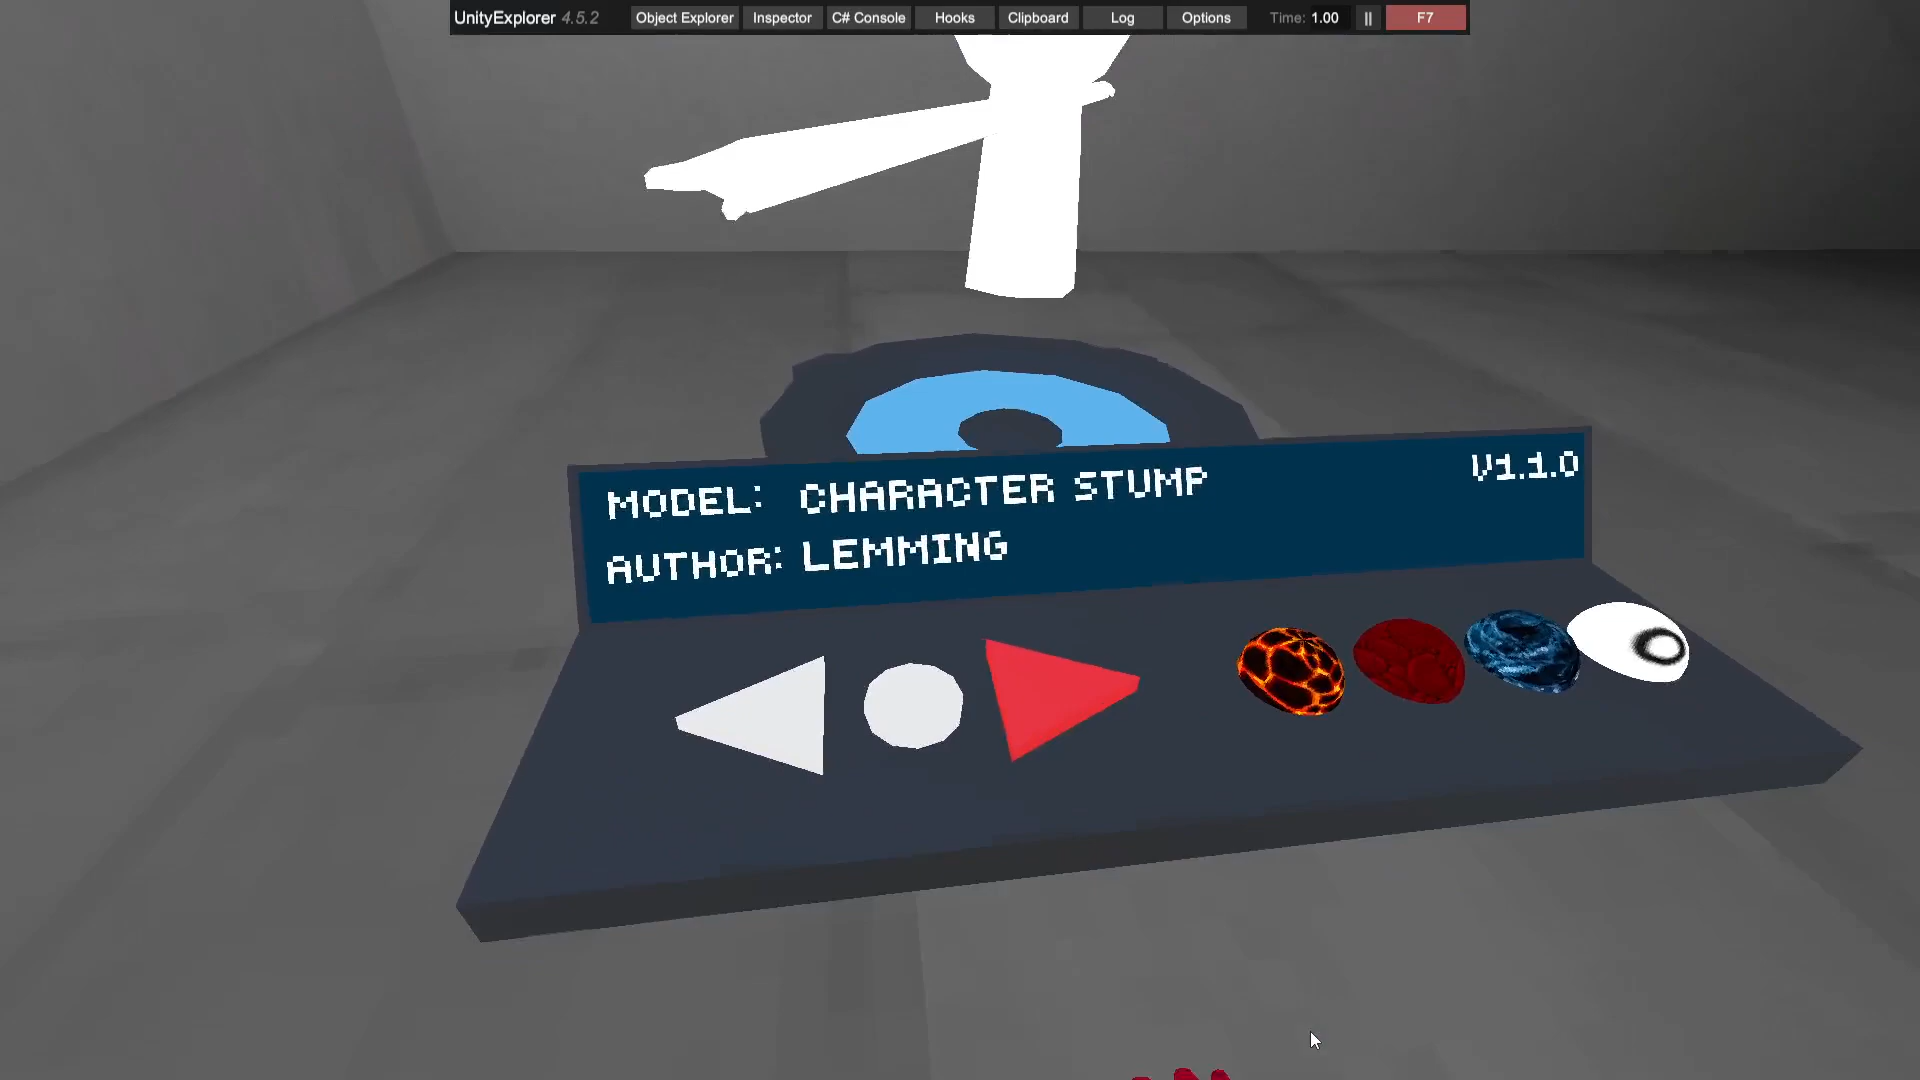 UnityExplorer 4.5.2 Object Explorer Inspector C# Console Hooks Clipboard Log Options Time: 1.00 || F7
MODEL: CHARACTER STUMP V1.1.0
AUTHOR: LEMMING